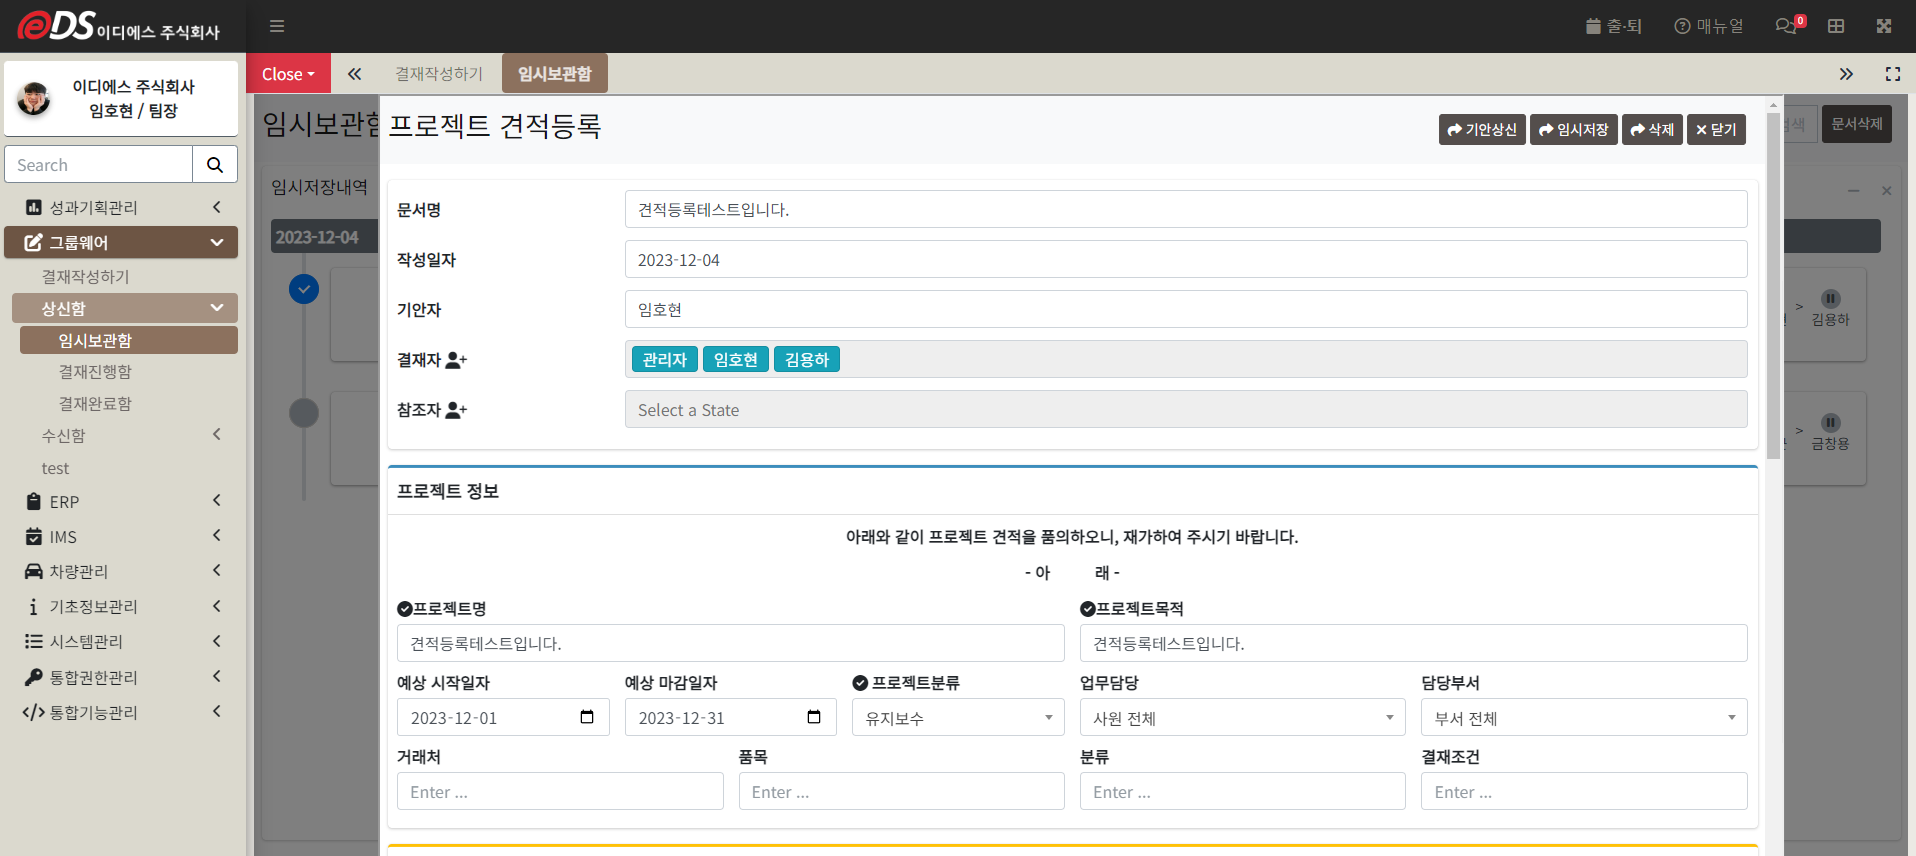 eDS 이디에스 주식회사
출·퇴
매뉴얼
0
이디에스 주식회사
임호현 / 팀장
Search
성과기획관리
그룹웨어
결재작성하기
상신함
임시보관함
결재진행함
결재완료함
수신함
test
ERP
IMS
차량관리
기초정보관리
시스템관리
통합권한관리
통합기능관리
Close
결재작성하기
임시보관함
임시보관함
검색
문서삭제
임시저장내역
2023-12-04
>
김용하
>
금창용
프로젝트 견적등록
기안상신
임시저장
삭제
닫기
문서명
견적등록테스트입니다.
작성일자
2023-12-04
기안자
임호현
결재자
관리자 임호현 김용하
참조자
Select a State
프로젝트 정보
아래와 같이 프로젝트 견적을 품의하오니, 재가하여 주시기 바랍니다.
- 아 래 -
프로젝트명
견적등록테스트입니다.
프로젝트목적
견적등록테스트입니다.
예상 시작일자
2023-12-01
예상 마감일자
2023-12-31
프로젝트분류
유지보수
업무담당
사원 전체
담당부서
부서 전체
거래처
Enter ...
품목
Enter ...
분류
Enter ...
결재조건
Enter ...